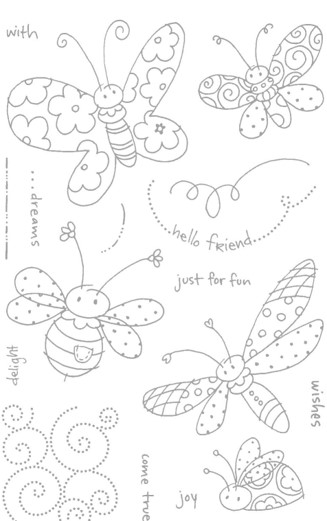 with
... dreams
hello friend
just for fun
delight
wishes
come true
joy